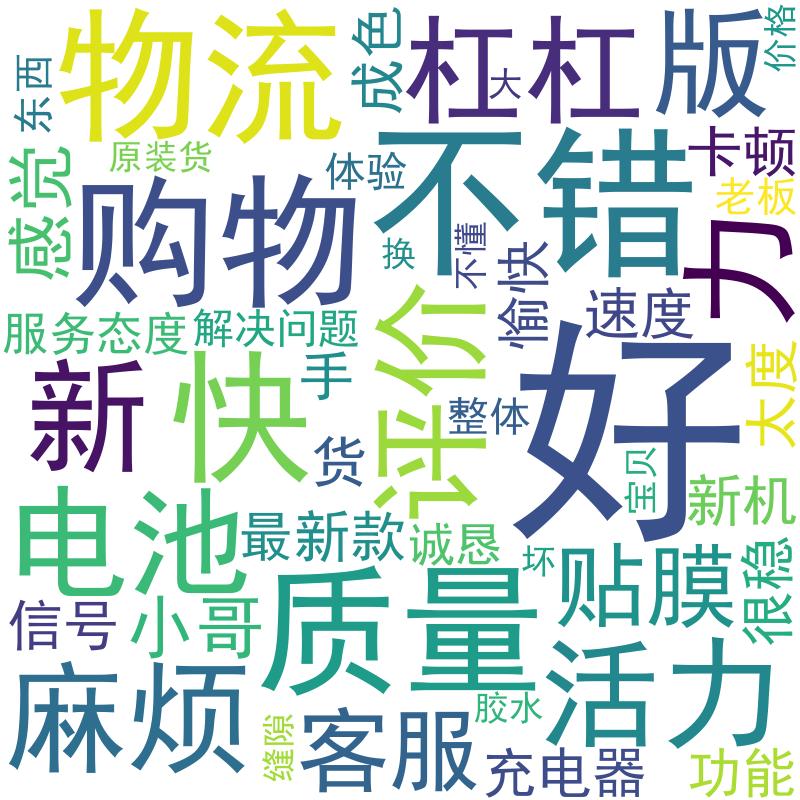 物流
成色
杠杠
大
版
价格
东西
原装货
体验
不错
卡顿
老板
感觉
购物
换
不懂
愉快
速度
力
服务态度
解决问题
评价
好
太度
新
快
手
整体
货
宝贝
新机
电池
最新款
诚恳
坏
贴膜
很稳
信号
小哥
质量
活力
麻烦
缝隙
客服
胶水
充电器
功能